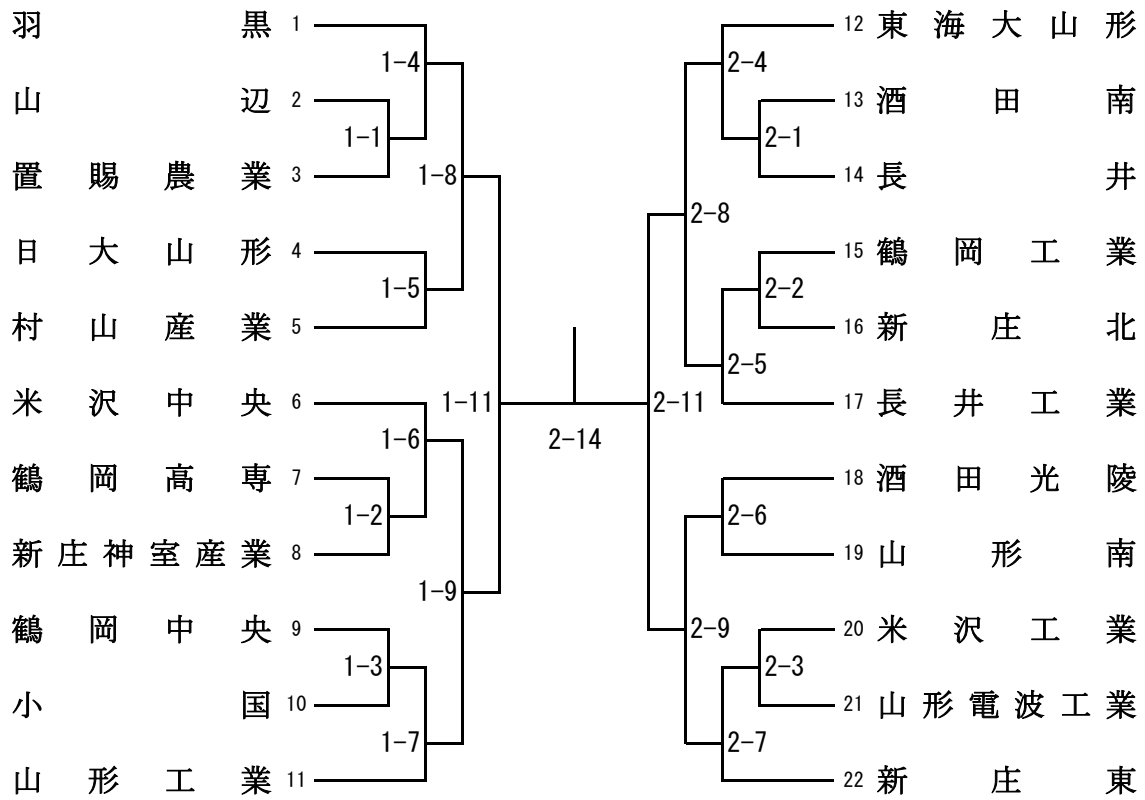 羽黒 1
1-4
山辺 2
1-1
置賜農業 3
1-8
日大山形 4
1-5
村山産業 5
米沢中央 6
1-11
1-6
鶴岡高専 7
1-2
新庄神室産業 8
1-9
鶴岡中央 9
1-3
小国 10
1-7
山形工業 11
2-14
12 東海大山形
2-4
13 酒田南
2-1
14 長井
2-8
15 鶴岡工業
2-2
16 新庄北
2-5
17 長井工業
2-11
18 酒田光陵
2-6
19 山形南
2-9
20 米沢工業
2-3
21 山形電波工業
2-7
22 新庄東